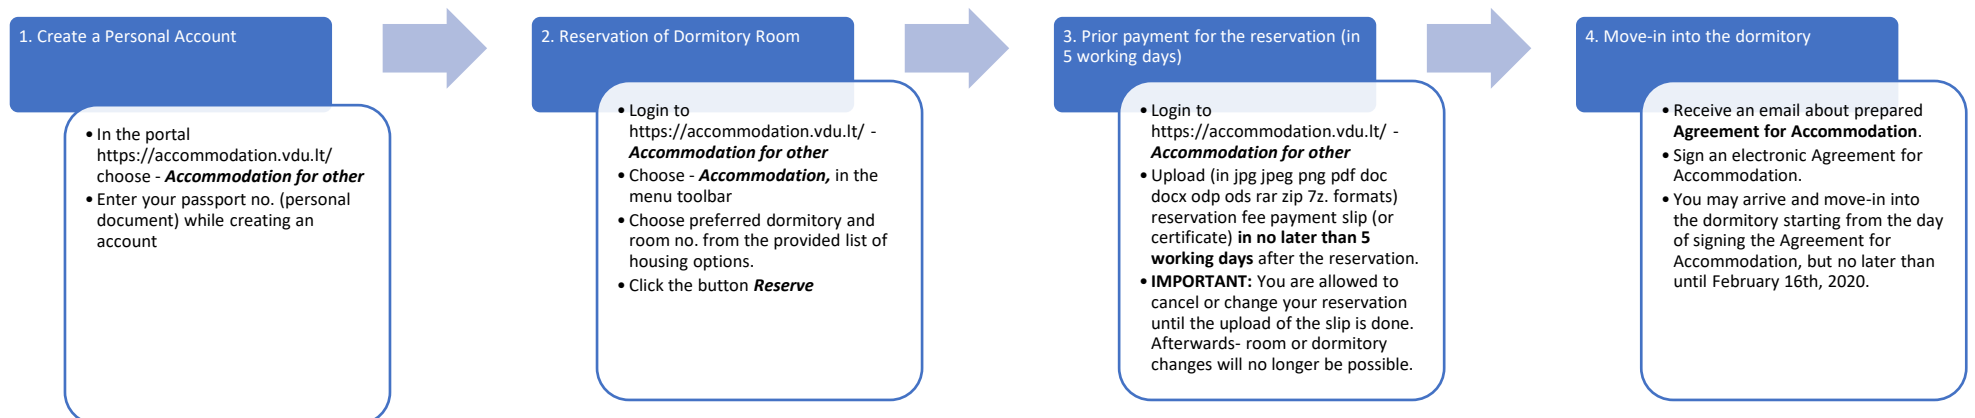 1. Create a Personal Account
• In the portal
https://accommodation.vdu.lt/
choose - Accommodation for other
• Enter your passport no. (personal
document) while creating an
account
2. Reservation of Dormitory Room
• Login to
https://accommodation.vdu.lt/ -
Accommodation for other
• Choose - Accommodation, in the
menu toolbar
• Choose preferred dormitory and
room no. from the provided list of
housing options.
• Click the button Reserve
3. Prior payment for the reservation (in
5 working days)
• Login to
https://accommodation.vdu.lt/ -
Accommodation for other
• Upload (in jpg jpeg png pdf doc
docx odp ods rar zip 7z. formats)
reservation fee payment slip (or
certificate) in no later than 5
working days after the reservation.
• IMPORTANT: You are allowed to
cancel or change your reservation
until the upload of the slip is done.
Afterwards- room or dormitory
changes will no longer be possible.
4. Move-in into the dormitory
• Receive an email about prepared
Agreement for Accommodation.
• Sign an electronic Agreement for
Accommodation.
• You may arrive and move-in into
the dormitory starting from the day
of signing the Agreement for
Accommodation, but no later than
until February 16th, 2020.